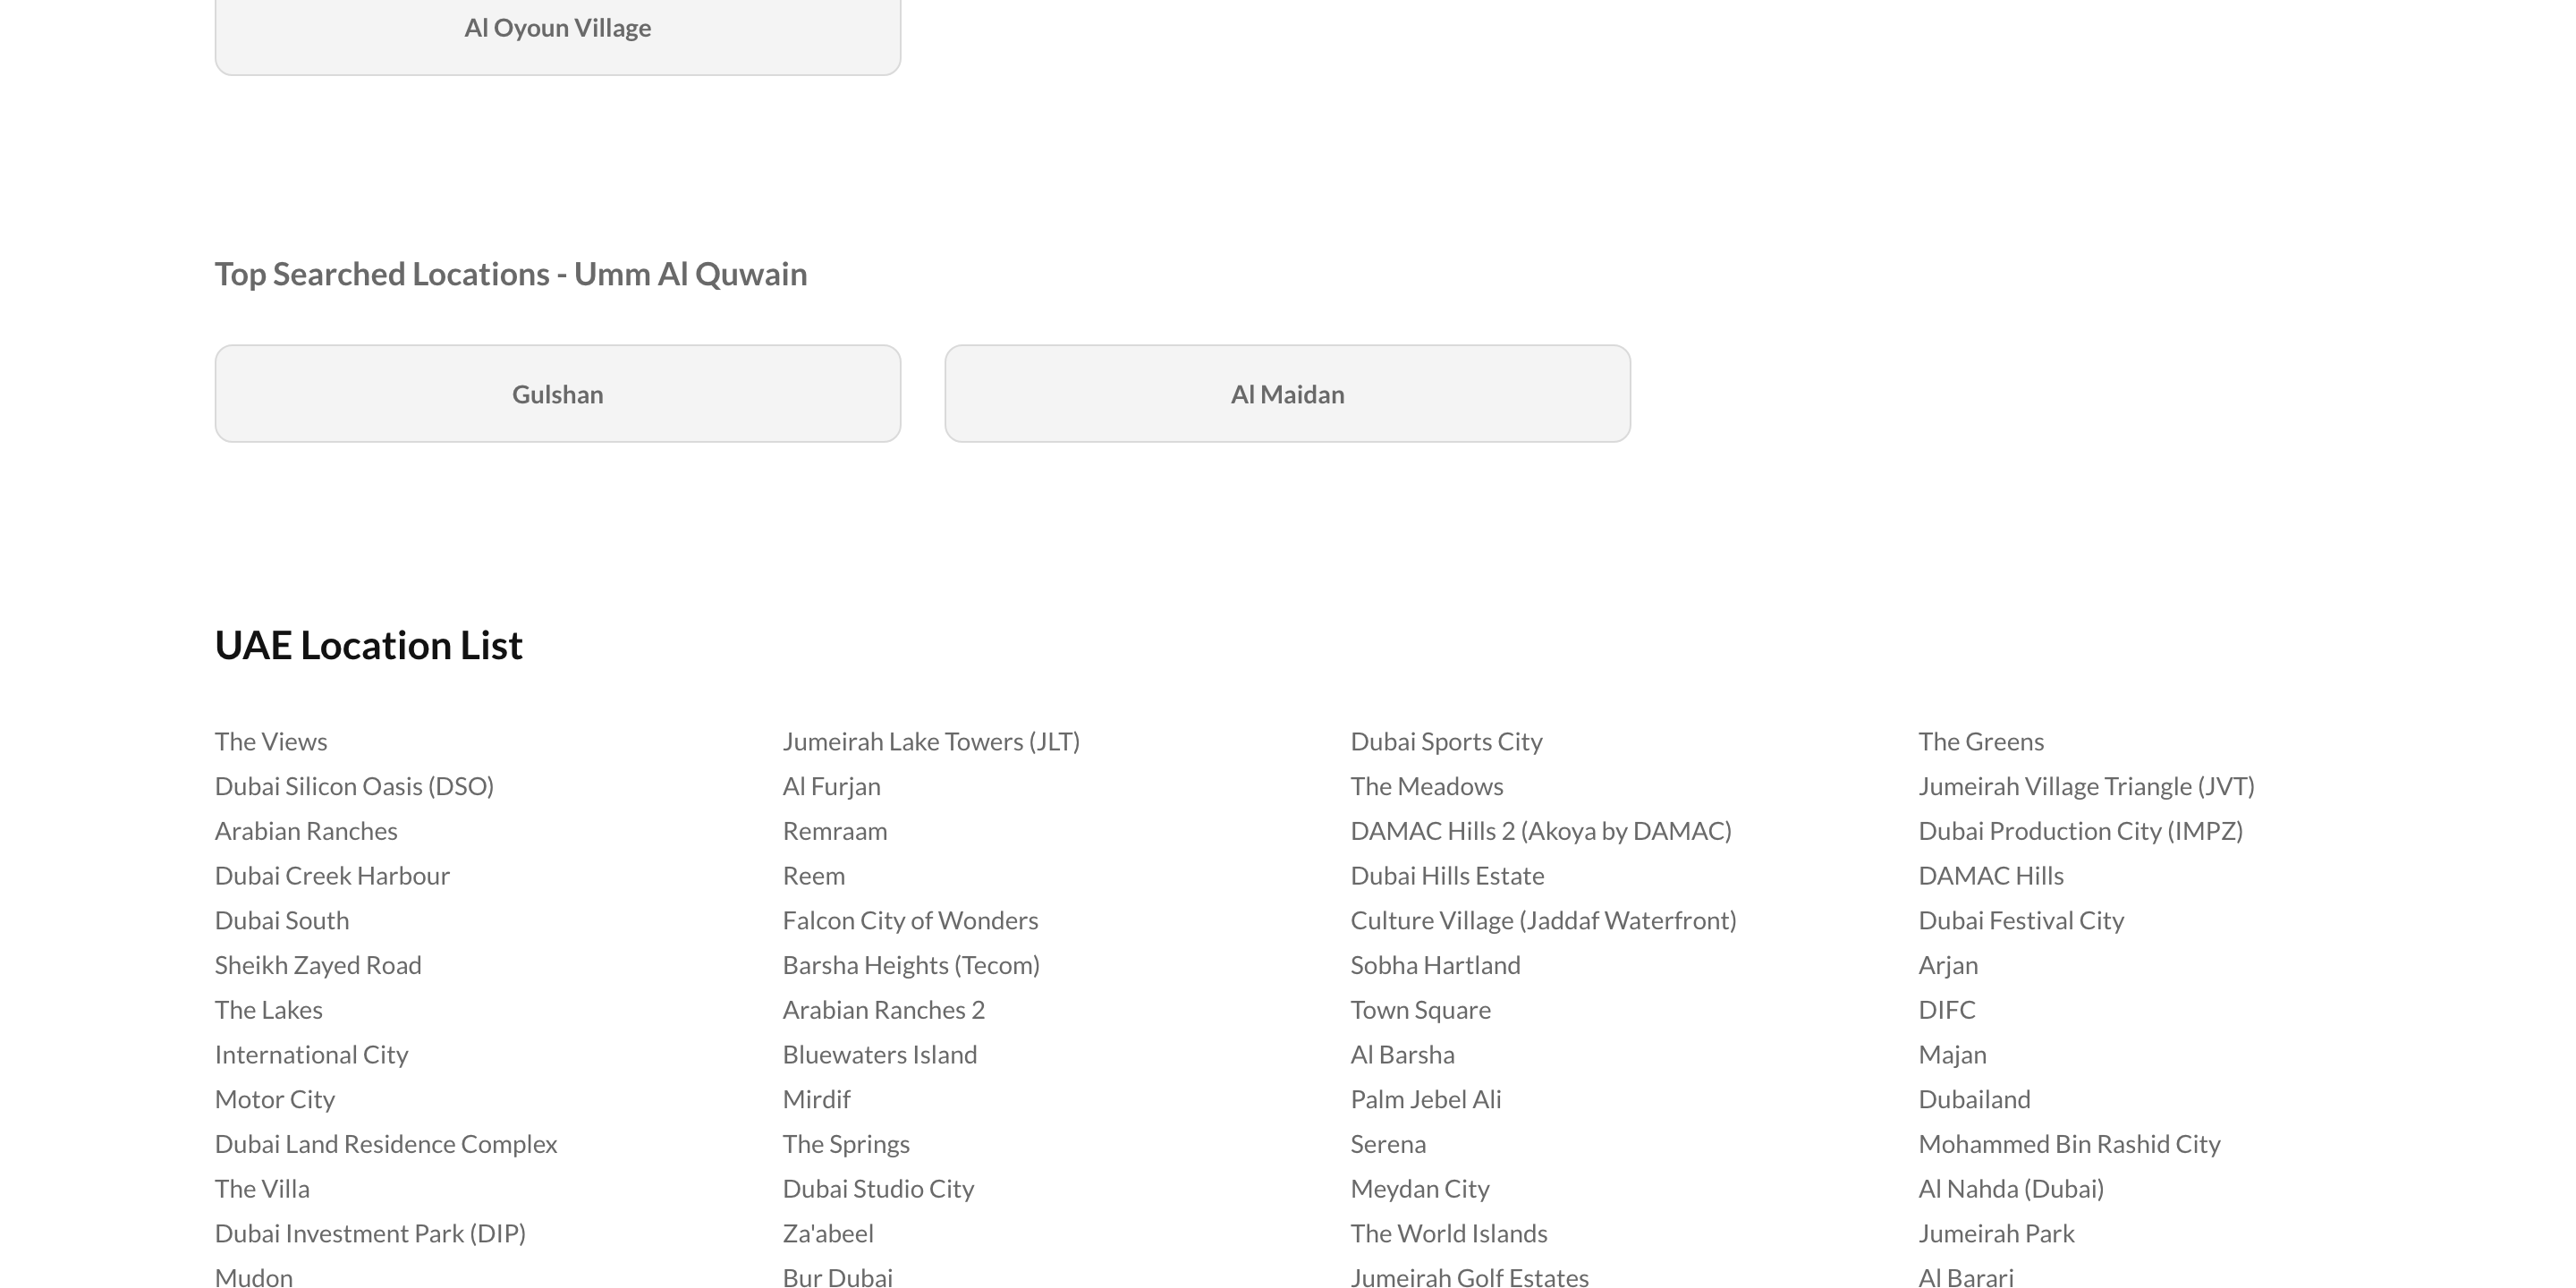 Al Oyoun Village
Top Searched Locations - Umm Al Quwain
Gulshan
Al Maidan
UAE Location List
The Views
Jumeirah Lake Towers (JLT)
Dubai Sports City
The Greens
Dubai Silicon Oasis (DSO)
Al Furjan
The Meadows
Jumeirah Village Triangle (JVT)
Arabian Ranches
Remraam
DAMAC Hills 2 (Akoya by DAMAC)
Dubai Production City (IMPZ)
Dubai Creek Harbour
Reem
Dubai Hills Estate
DAMAC Hills
Dubai South
Falcon City of Wonders
Culture Village (Jaddaf Waterfront)
Dubai Festival City
Sheikh Zayed Road
Barsha Heights (Tecom)
Sobha Hartland
Arjan
The Lakes
Arabian Ranches 2
Town Square
DIFC
International City
Bluewaters Island
Al Barsha
Majan
Motor City
Mirdif
Palm Jebel Ali
Dubailand
Dubai Land Residence Complex
The Springs
Serena
Mohammed Bin Rashid City
The Villa
Dubai Studio City
Meydan City
Al Nahda (Dubai)
Dubai Investment Park (DIP)
Za'abeel
The World Islands
Jumeirah Park
Mudon
Bur Dubai
Jumeirah Golf Estates
Al Barari